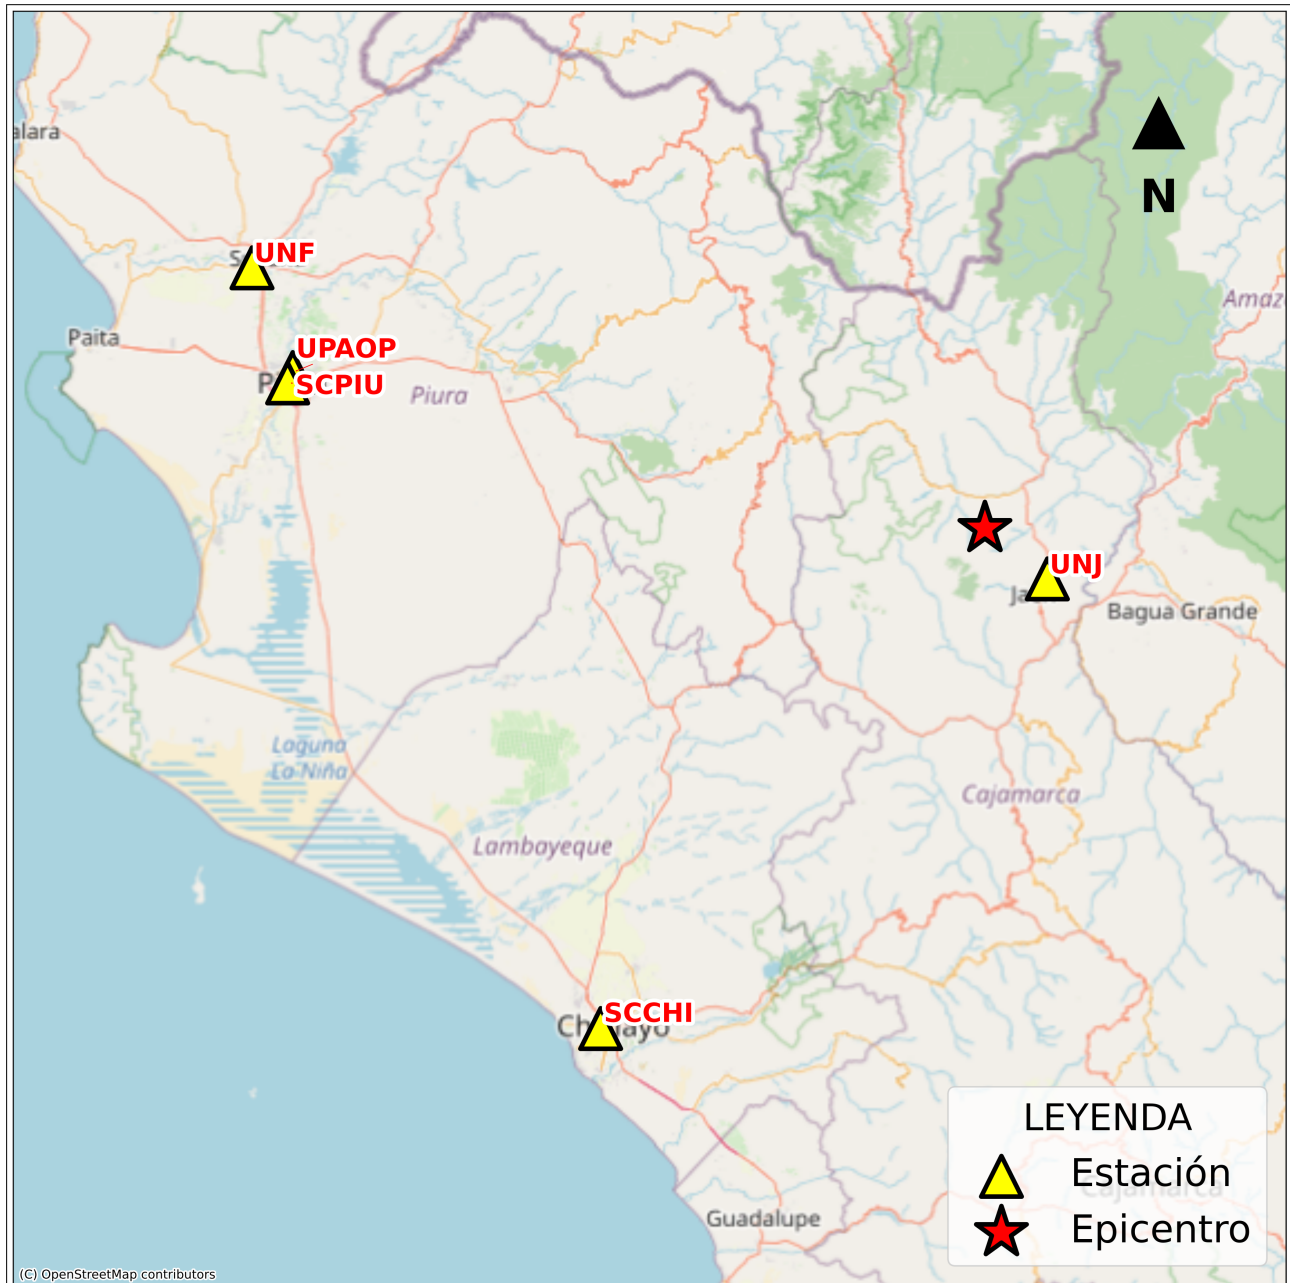 alara
N
UNF
Amaz
Paita
UPAOP
SCPIU
Piura
UNJ
Bagua Grande
Laguna
La Niña
Cajamarca
Lambayeque
SCCHI
LEYENDA
Estación
Cajamarca
Epicentro
Guadalupe
(C) OpenStreetMap contributors